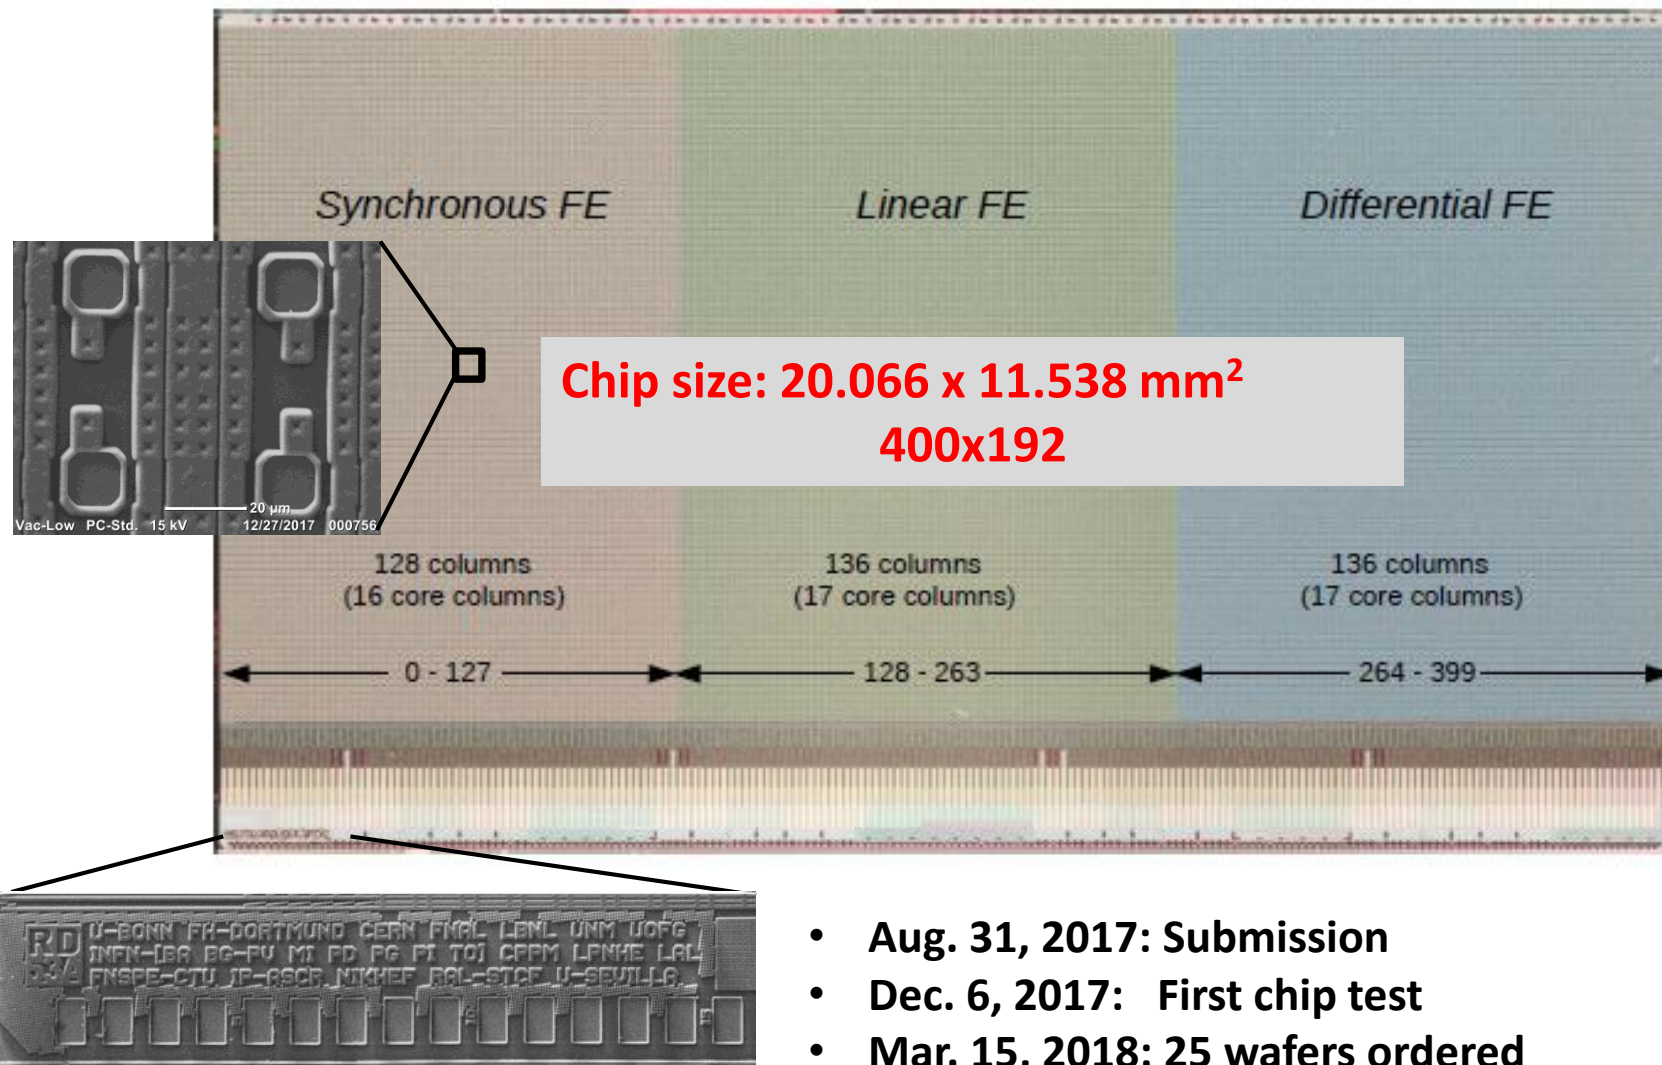 Synchronous FE
Linear FE
Differential FE
Chip size: 20.066 x 11.538 mm²
400x192
20 µm
Vac-Low PC-Std. 15 kV 12/27/2017 000756
128 columns
(16 core columns)
136 columns
(17 core columns)
136 columns
(17 core columns)
0 - 127
128 - 263
264 - 399
RD
53A
U-BONN FH-DORTMUND CERN FNAL LBNL UNM UOFG
INFN-[BA BG-PV MI PD PG PI TO] CPPM LPNHE LAL
FNSPE-CTU IP-ASCR NIKHEF RAL-STCF U-SEVILLA
• Aug. 31, 2017: Submission
• Dec. 6, 2017: First chip test
• Mar. 15, 2018: 25 wafers ordered